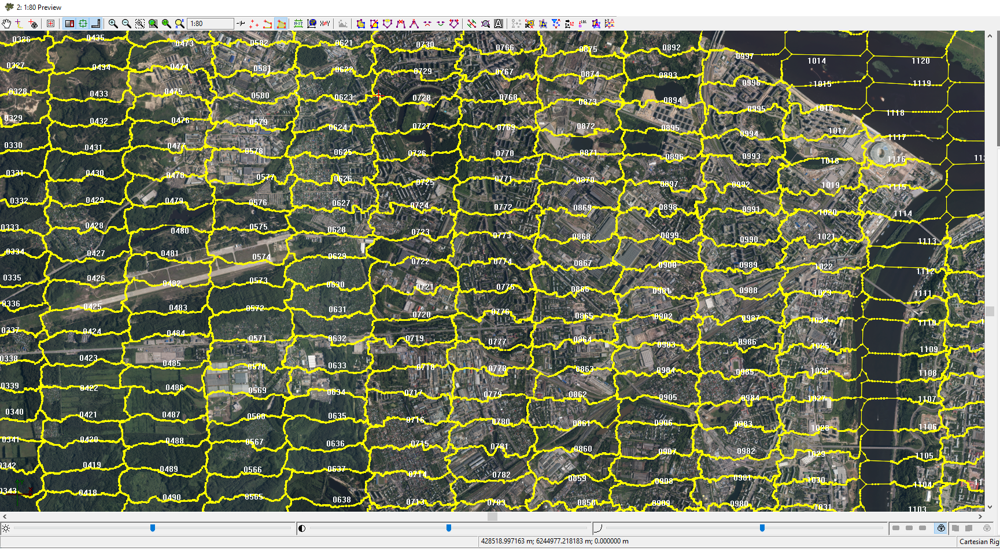 2: 1:80 Preview
1:80
0326 0435 0473 0582 0621 0730 0766 0875 0892 0997 1014 1120
0327 0434 0474 0581 0622 0729 0767 0874 0893 0996 1015 1119
0328 0433 0475 0580 0623 0728 0768 0873 0894 0995 1016 1118
0329 0432 0476 0579 0624 0727 0769 0872 0895 0994 1017 1117
0330 0431 0477 0578 0625 0726 0770 0871 0896 0993 1018 1116
0331 0430 0478 0577 0626 0725 0771 0870 0897 0992 1019 1115
0332 0429 0479 0576 0627 0724 0772 0869 0898 0991 1020 1114
0333 0428 0480 0575 0628 0723 0773 0868 0899 0990 1021 1113
0334 0427 0481 0574 0629 0722 0774 0867 0900 0989 1022 1112
0335 0426 0482 0573 0630 0721 0775 0866 0901 0988 1023 1111
0336 0425 0483 0572 0631 0720 0776 0865 0902 0987 1024 1110
0337 0424 0484 0571 0632 0719 0777 0864 0903 0986 1025 1109
0338 0423 0485 0570 0633 0718 0778 0863 0904 0985 1026 1108
0339 0422 0486 0569 0634 0717 0779 0862 0905 0984 1027 1107
0340 0421 0487 0568 0635 0716 0780 0861 0906 0983 1028 1106
0341 0420 0488 0567 0636 0715 0781 0860 0907 0982 1029 1105
0342 0419 0489 0566 0637 0714 0782 0859 0908 0981 1030 1104
0343 0418 0490 0565 0638 0713 0783 0858 0909 0980 1031 1103
428518.997163 m; 6244977.218183 m; 0.000000 m
Cartesian Rig